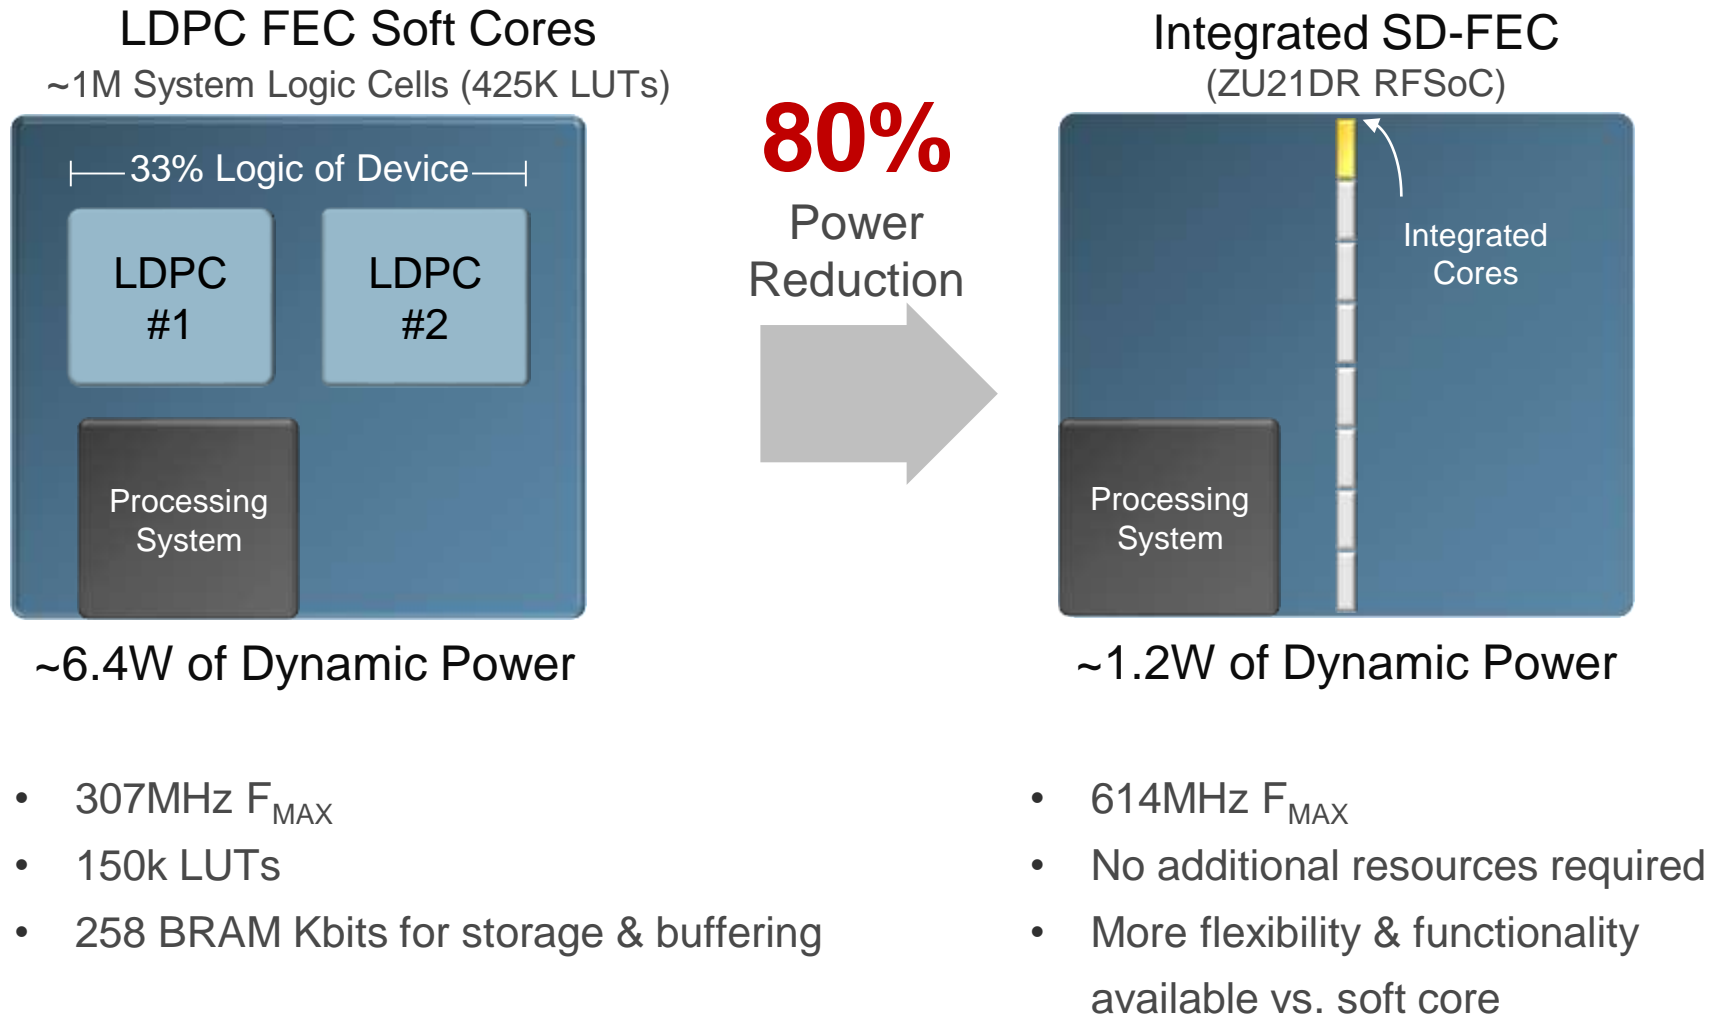 LDPC FEC Soft Cores
~1M System Logic Cells (425K LUTs)
33% Logic of Device
LDPC
#1
LDPC
#2
Processing
System
~6.4W of Dynamic Power
• 307MHz FMAX
• 150k LUTs
• 258 BRAM Kbits for storage & buffering
80%
Power
Reduction
Integrated SD-FEC
(ZU21DR RFSoC)
Integrated
Cores
Processing
System
~1.2W of Dynamic Power
• 614MHz FMAX
• No additional resources required
• More flexibility & functionality
available vs. soft core